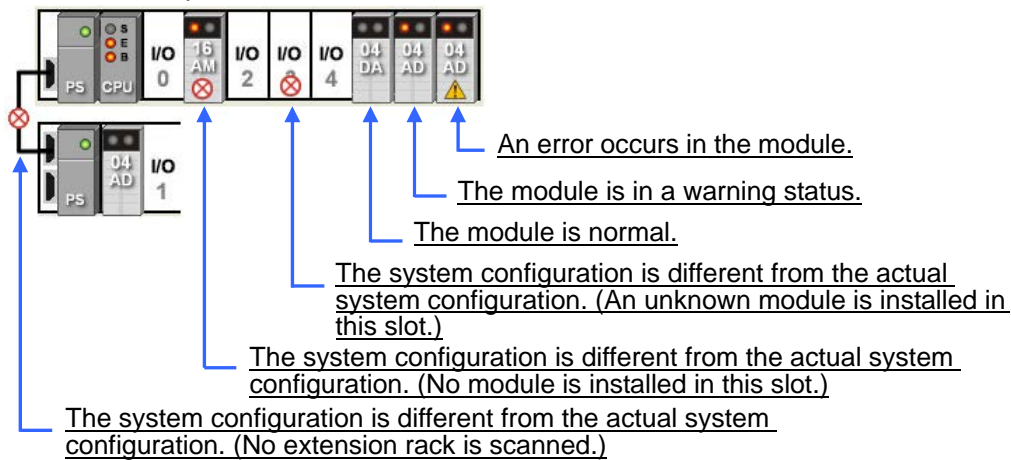 S
E
B
PS CPU
I/O 0
16 AM
I/O 2
I/O 3
I/O 4
04 DA
04 AD
04 AD
PS
04 AD
I/O 1
An error occurs in the module.
The module is in a warning status.
The module is normal.
The system configuration is different from the actual
system configuration. (An unknown module is installed in
this slot.)
The system configuration is different from the actual system
configuration. (No module is installed in this slot.)
The system configuration is different from the actual system
configuration. (No extension rack is scanned.)